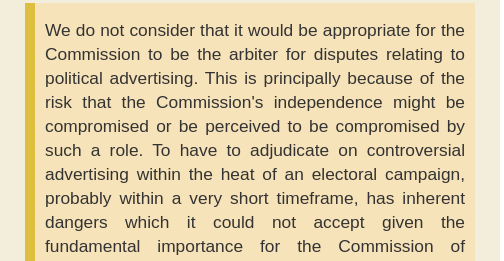 We do not consider that it would be appropriate for the
Commission to be the arbiter for disputes relating to
political advertising. This is principally because of the
risk that the Commission's independence might be
compromised or be perceived to be compromised by
such a role. To have to adjudicate on controversial
advertising within the heat of an electoral campaign,
probably within a very short timeframe, has inherent
dangers which it could not accept given the
fundamental importance for the Commission of